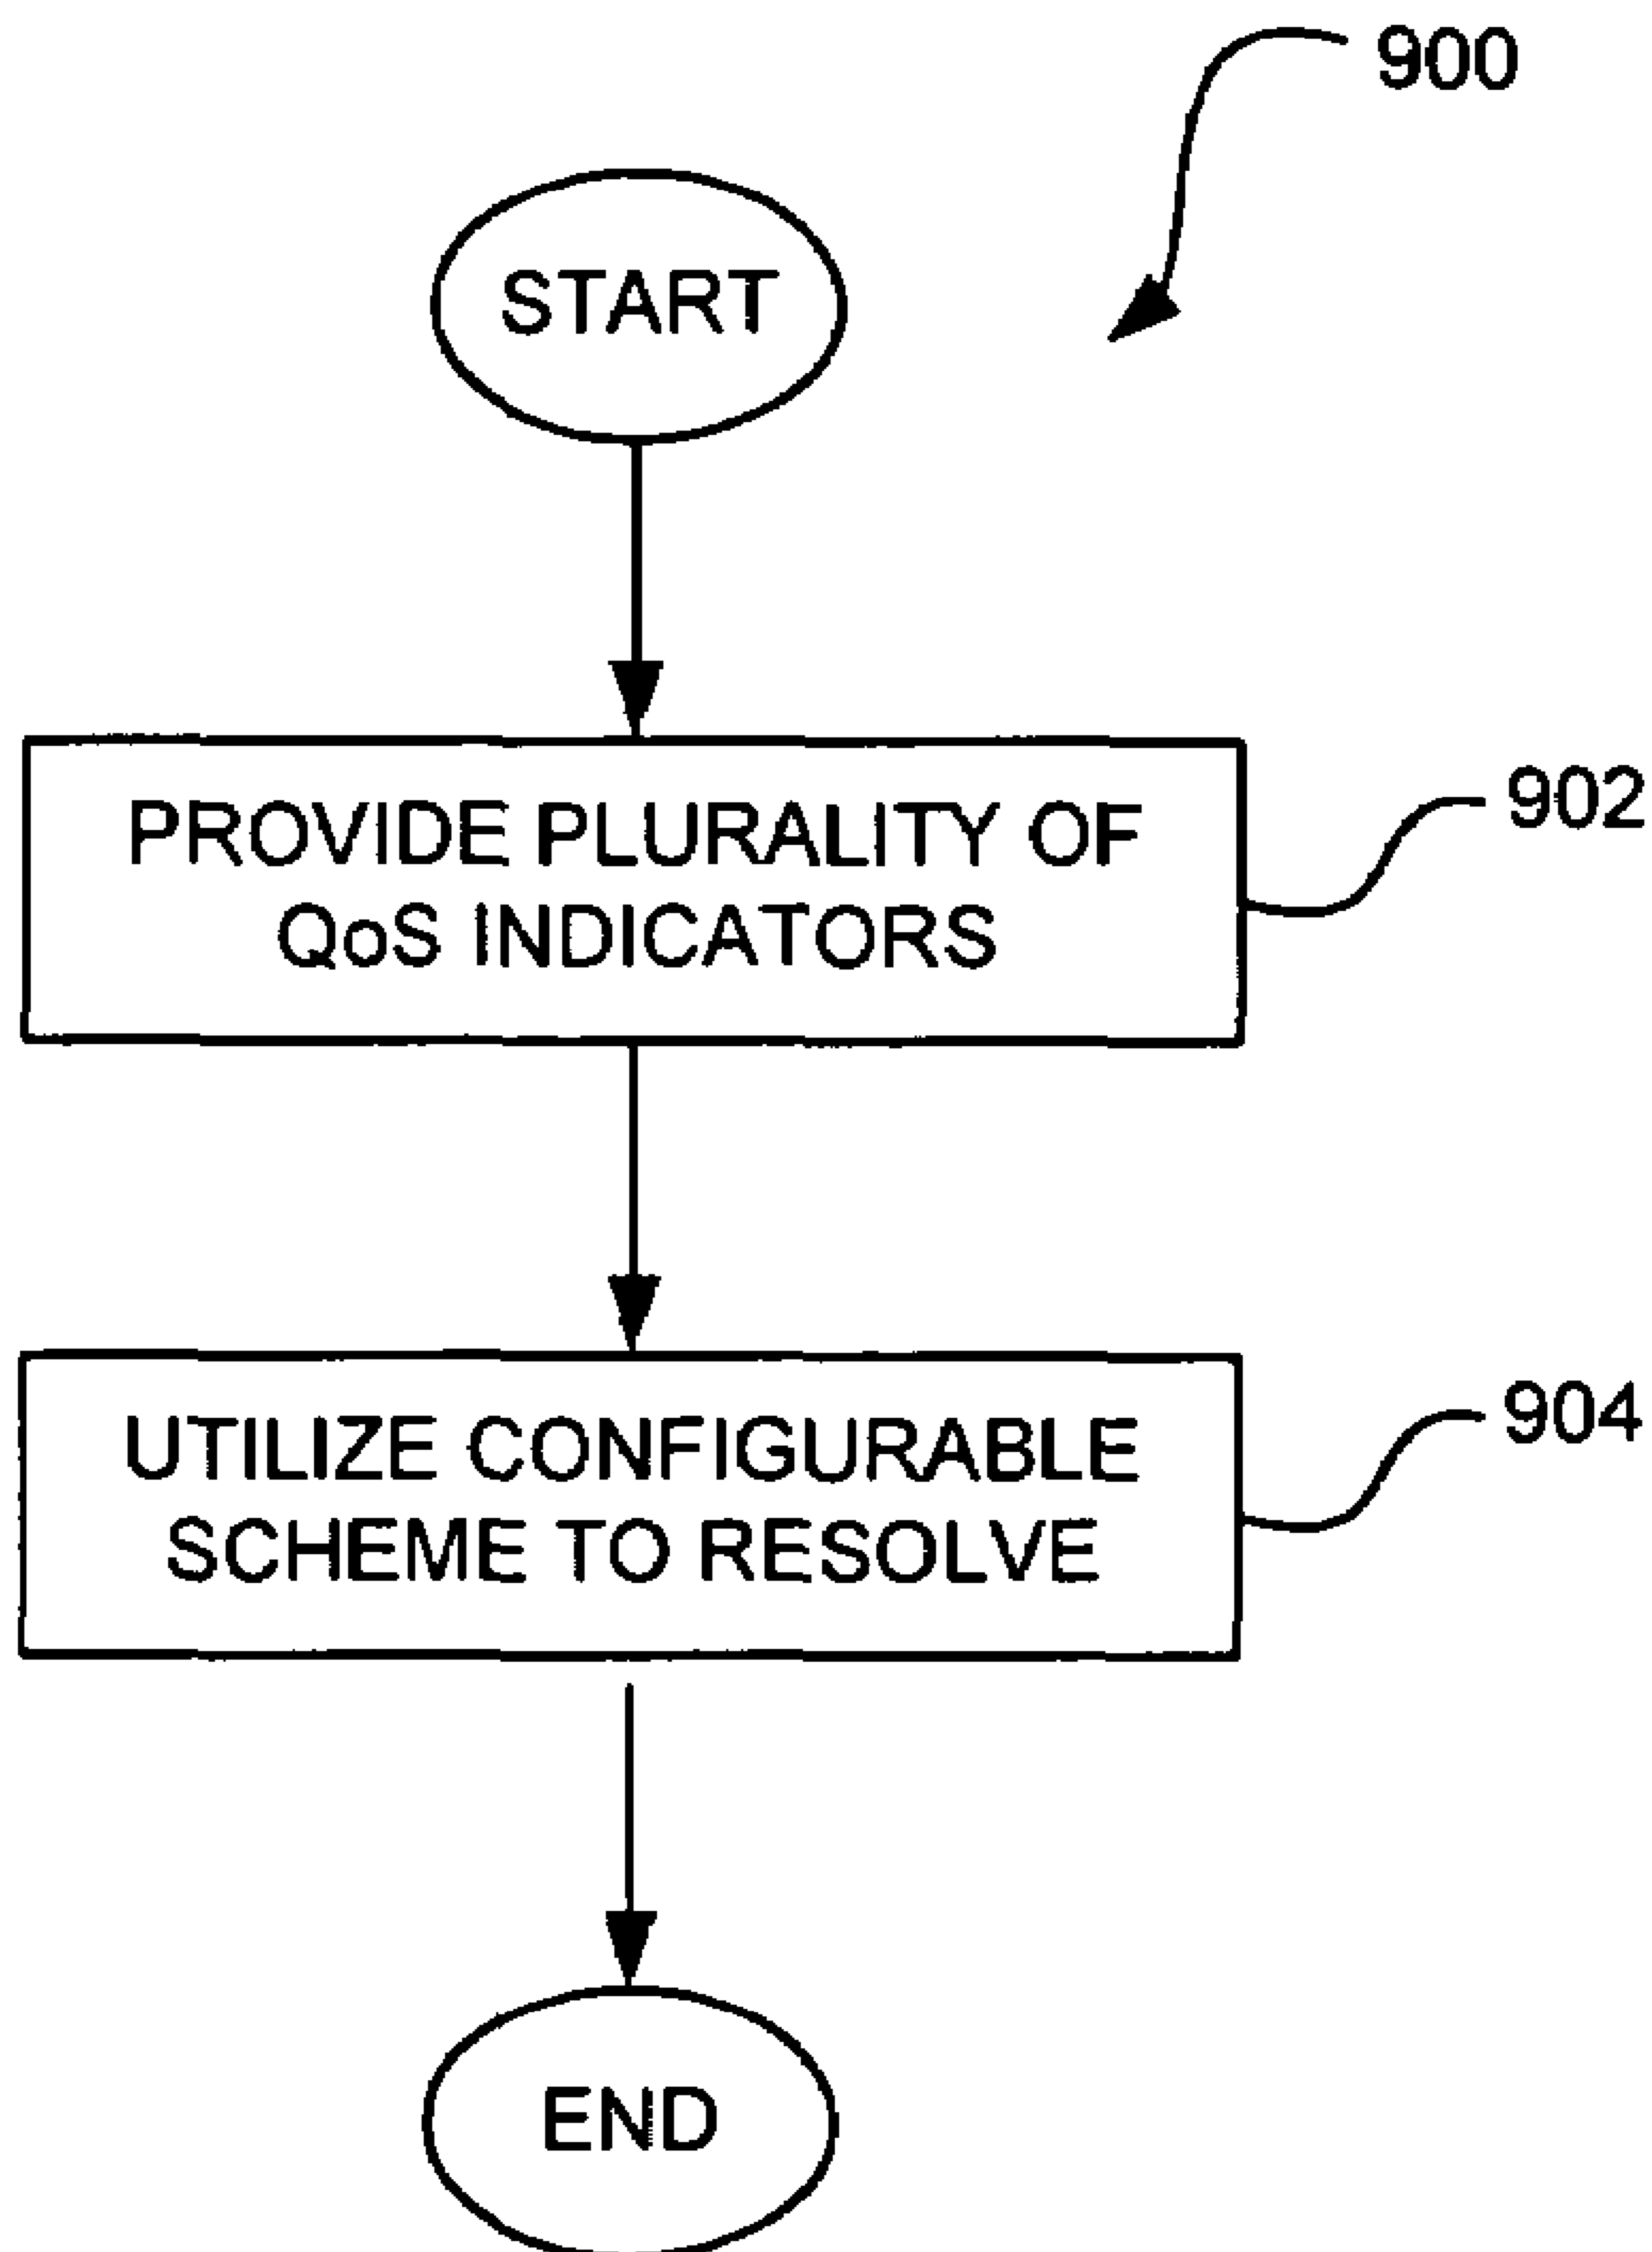 900
START
PROVIDE PLURALITY OF
QoS INDICATORS
902
UTILIZE CONFIGURABLE
SCHEME TO RESOLVE
904
END